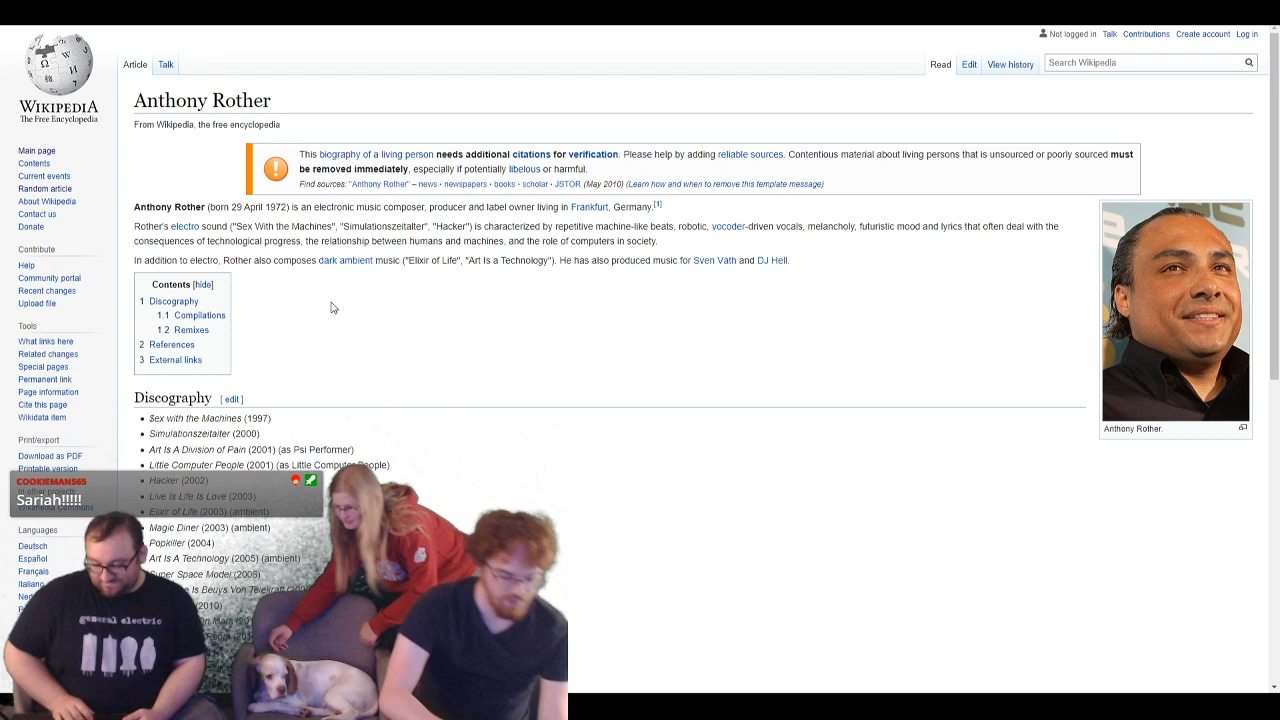 Not logged in Talk Contributions Create account Log in
Article Talk Read Edit View history Search Wikipedia
WIKIPEDIA
The Free Encyclopedia
Anthony Rother
From Wikipedia, the free encyclopedia
This biography of a living person needs additional citations for verification. Please help by adding reliable sources. Contentious material about living persons that is unsourced or poorly sourced must
be removed immediately, especially if potentially libelous or harmful.
Find sources: "Anthony Rother" – news · newspapers · books · scholar · JSTOR (May 2010) (Learn how and when to remove this template message)
Anthony Rother (born 29 April 1972) is an electronic music composer, producer and label owner living in Frankfurt, Germany.[1]
Rother's electro sound ("Sex With the Machines", "Simulationszeitalter", "Hacker") is characterized by repetitive machine-like beats, robotic, vocoder-driven vocals, melancholy, futuristic mood and lyrics that often deal with the
consequences of technological progress, the relationship between humans and machines, and the role of computers in society.
In addition to electro, Rother also composes dark ambient music ("Elixir of Life", "Art Is a Technology"). He has also produced music for Sven Väth and DJ Hell.
Contents [hide]
1 Discography
1.1 Compilations
1.2 Remixes
2 References
3 External links
Anthony Rother.
Discography [ edit ]
Sex with the Machines (1997)
Simulationszeitalter (2000)
Art Is A Division of Pain (2001) (as Psi Performer)
Little Computer People (2001) (as Little Computer People)
Hacker (2002)
Live Is Life Is Love (2003)
Elixir of Life (2003) (ambient)
Magic Diner (2003) (ambient)
Popkiller (2004)
Art Is A Technology (2005) (ambient)
Super Space Model (2006)
Is Beuys Von Telekraft
(2010)
On Mars
Main page
Contents
Current events
Random article
About Wikipedia
Contact us
Donate
Contribute
Help
Community portal
Recent changes
Upload file
Tools
What links here
Related changes
Special pages
Permanent link
Page information
Cite this page
Wikidata item
Print/export
Download as PDF
Printable version
In other projects
Wikimedia Commons
Languages
Deutsch
Español
Français
Italiano
COOKIEMAN565
Sariah!!!!!
general electric